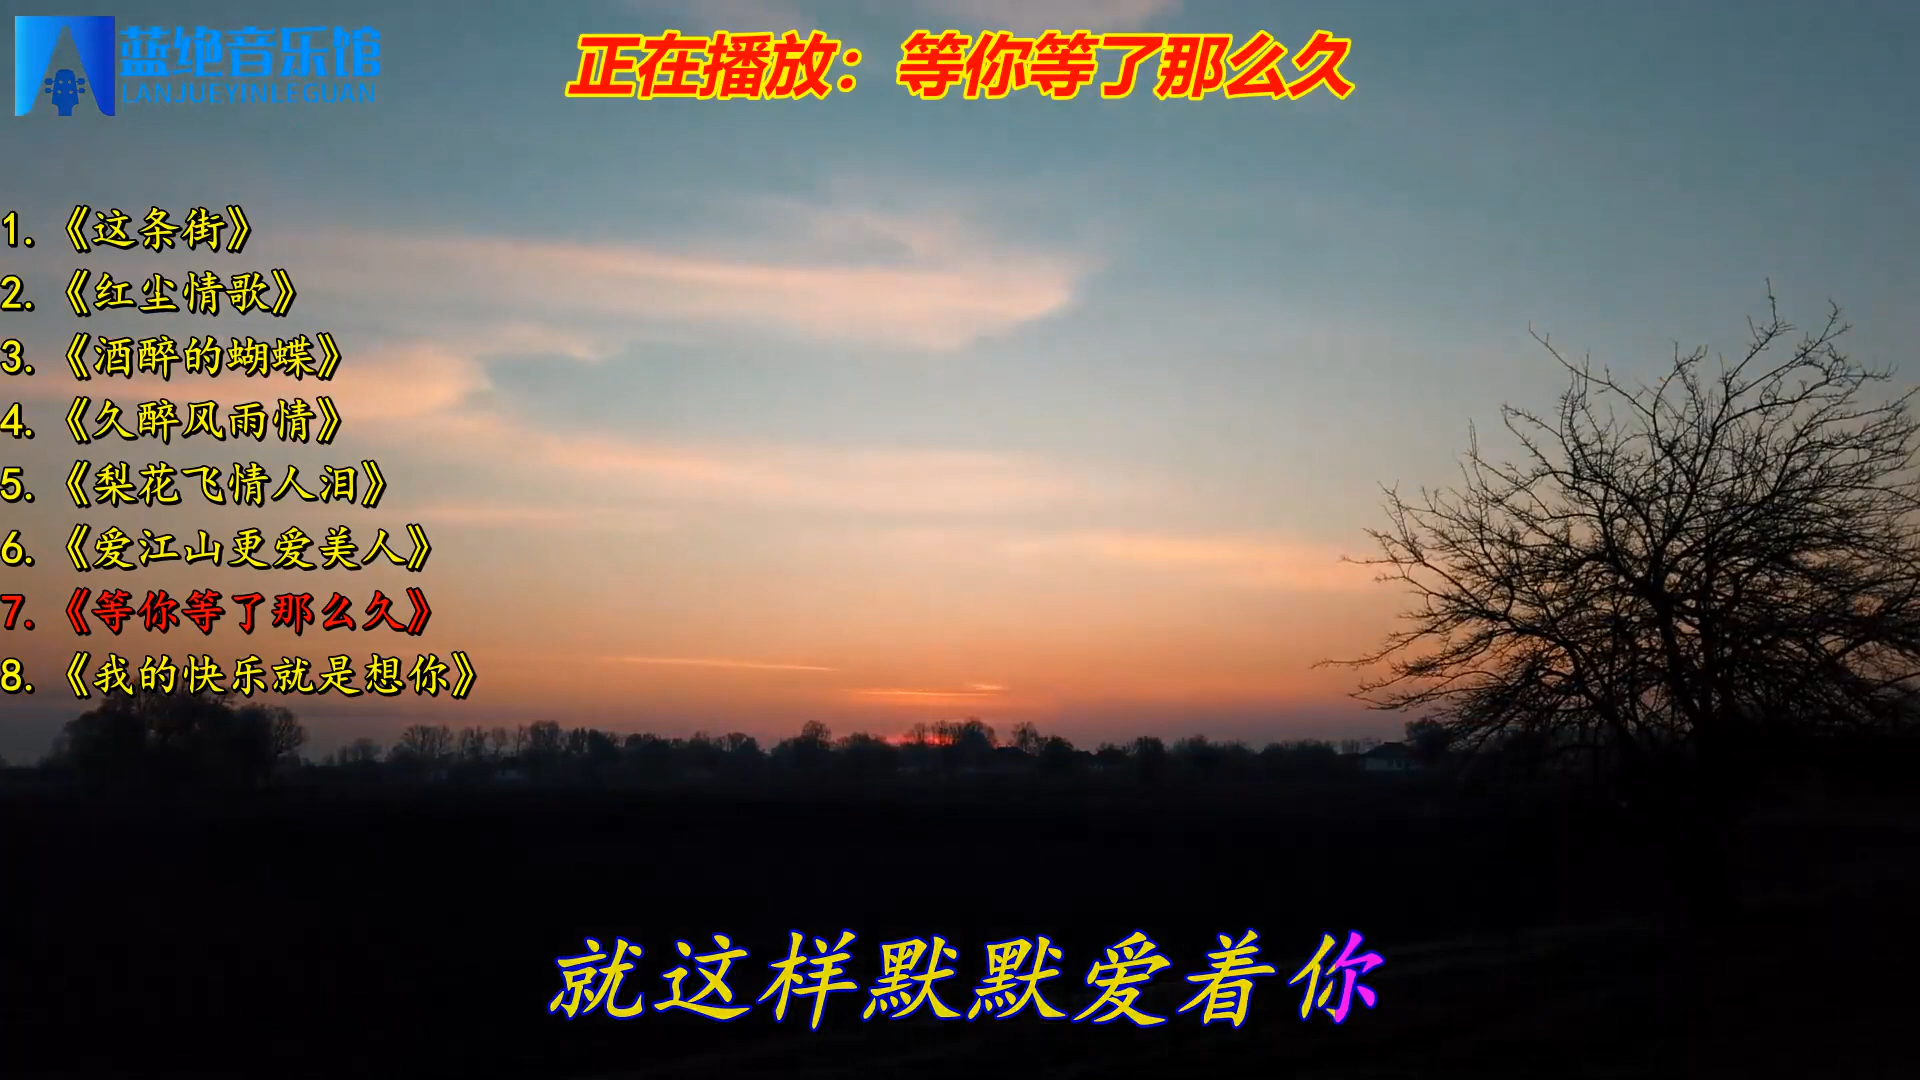 蓝绝音乐馆
LANJUEYINLEGUAN
正在播放：等你等了那么久
1.《这条街》
2.《红尘情歌》
3.《酒醉的蝴蝶》
4.《久醉风雨情》
5.《梨花飞情人泪》
6.《爱江山更爱美人》
7.《等你等了那么久》
8.《我的快乐就是想你》
就这样默默爱着你